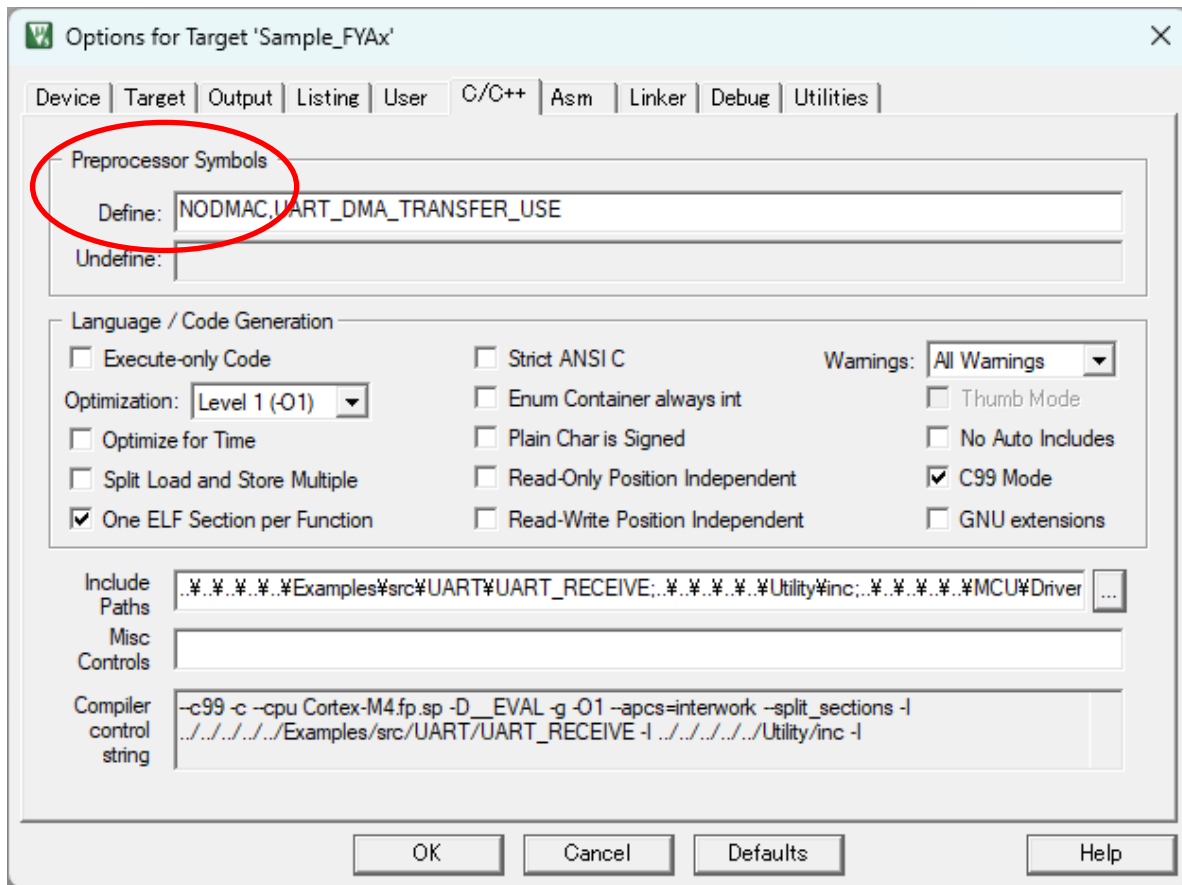 Options for Target 'Sample_FYAx'
Device Target Output Listing User C/C++ Asm Linker Debug Utilities
Preprocessor Symbols
Define: NODMAC,UART_DMA_TRANSFER_USE
Undefine:
Language / Code Generation
Execute-only Code Strict ANSI C Warnings: All Warnings
Optimization: Level 1 (-O1) Enum Container always int Thumb Mode
Optimize for Time Plain Char is Signed No Auto Includes
Split Load and Store Multiple Read-Only Position Independent C99 Mode
One ELF Section per Function Read-Write Position Independent GNU extensions
Include Paths ..¥..¥..¥..¥..¥Examples¥src¥UART¥UART_RECEIVE;..¥..¥..¥..¥..¥Utility¥inc;..¥..¥..¥..¥..¥MCU¥Driver ...
Misc Controls
Compiler control string --c99 -c --cpu Cortex-M4.fp.sp -D__EVAL -g -O1 --apcs=interwork --split_sections -I
../../../../../Examples/src/UART/UART_RECEIVE -I ../../../../../Utility/inc -I
OK Cancel Defaults Help